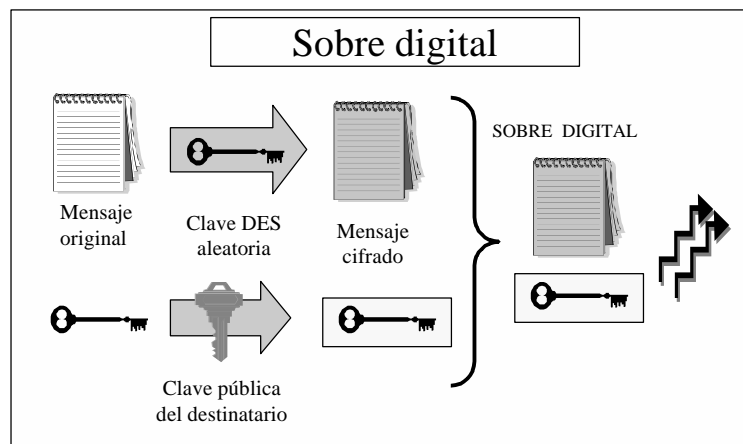 Sobre digital
SOBRE DIGITAL
Mensaje
original
Clave DES
aleatoria
Mensaje
cifrado
Clave pública
del destinatario